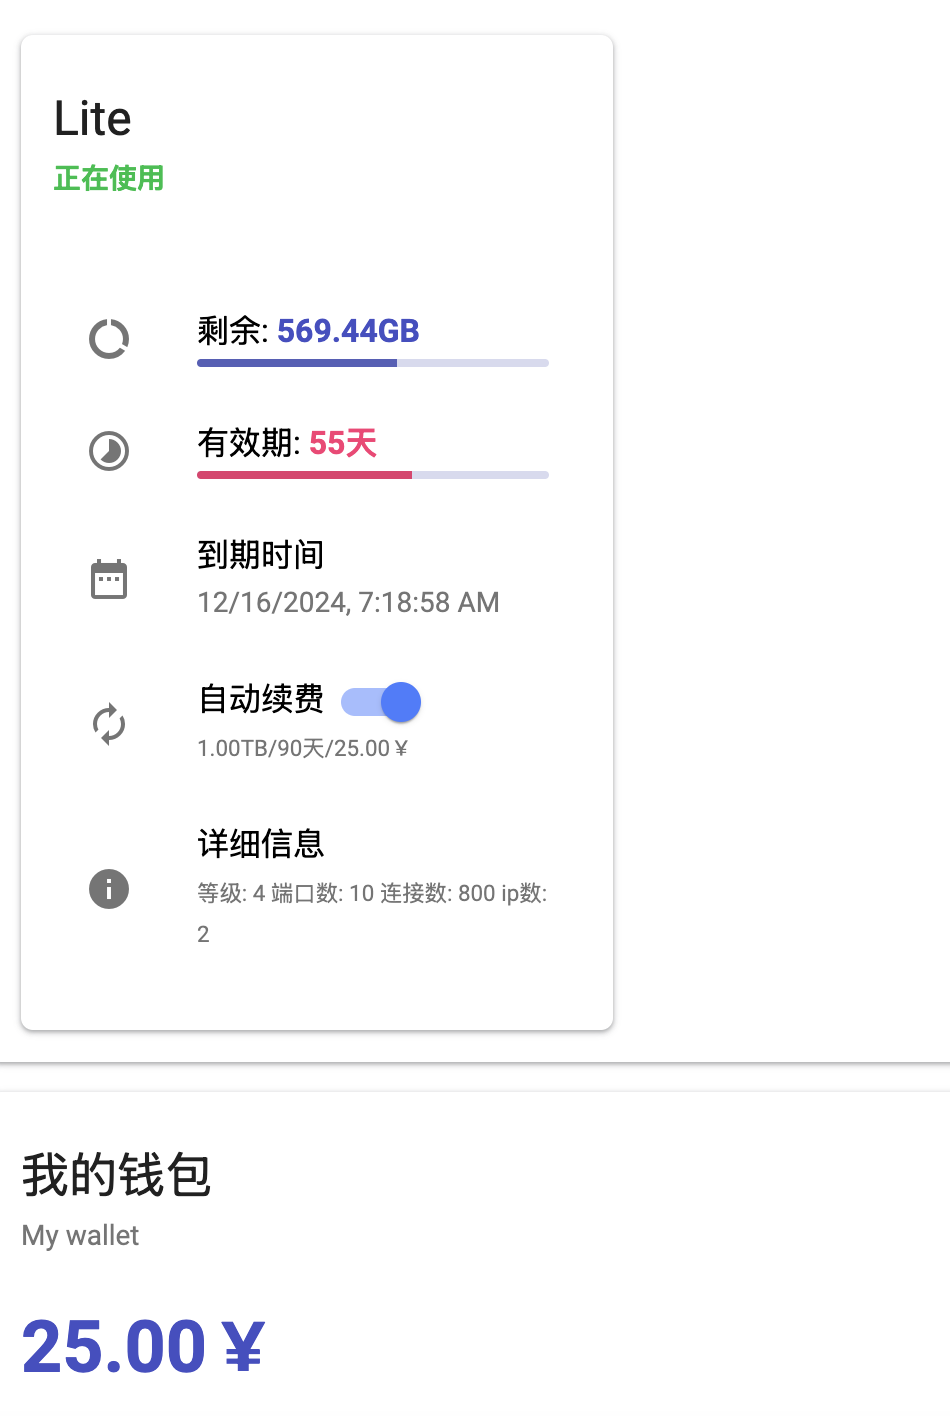 Lite
正在使用
剩余: 569.44GB
有效期: 55天
到期时间
12/16/2024, 7:18:58 AM
自动续费
1.00TB/90天/25.00 ¥
详细信息
等级: 4 端口数: 10 连接数: 800 ip数:
2
我的钱包
My wallet
25.00 ¥